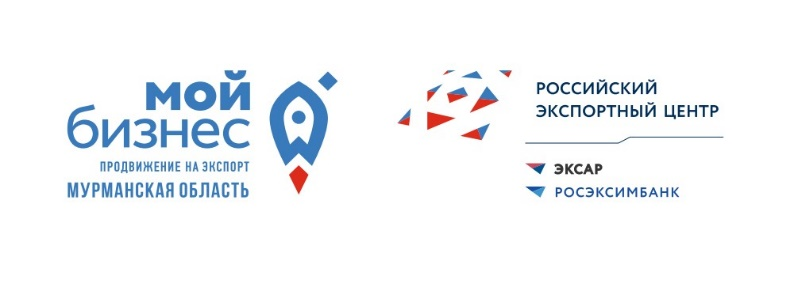 мой
бизнес
ПРОДВИЖЕНИЕ НА ЭКСПОРТ
МУРМАНСКАЯ ОБЛАСТЬ
РОССИЙСКИЙ
ЭКСПОРТНЫЙ ЦЕНТР
ЭКСАР
РОСЭКСИМБАНК